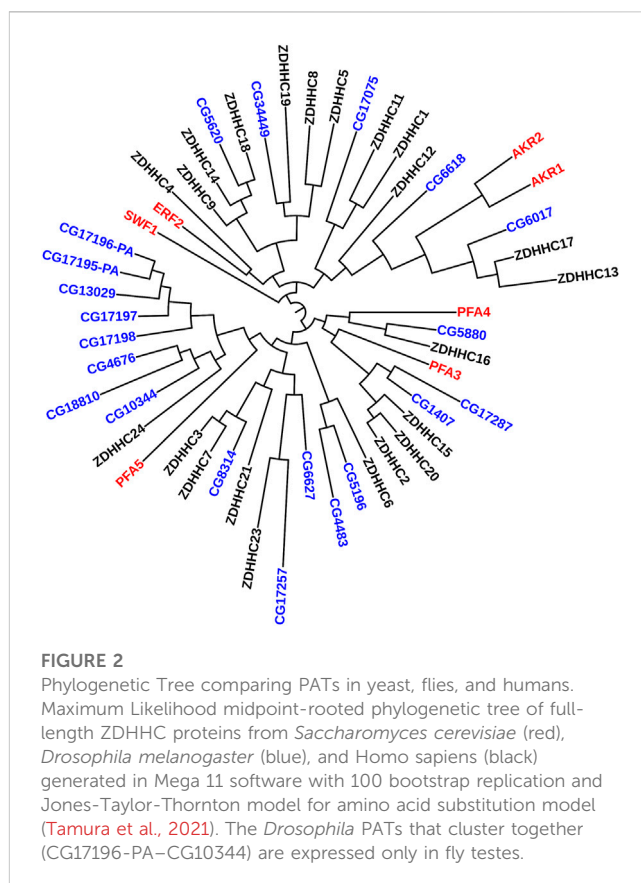 ZDHHC4
ZDHHC9
ZDHHC14
CG5620
ZDHHC18
CG34449
ZDHHC19
ZDHHC8
ZDHHC5
CG17075
ZDHHC11
ZDHHC1
ZDHHC12
CG6618
AKR2
AKR1
CG6017
ZDHHC17
ZDHHC13
PFA4
CG5880
ZDHHC16
PFA3
CG17287
CG1407
ZDHHC15
ZDHHC20
ZDHHC2
ZDHHC6
CG5196
CG4483
CG6627
CG17257
ZDHHC23
ZDHHC21
CG8314
ZDHHC7
ZDHHC3
PFA5
ZDHHC24
CG10344
CG18810
CG4676
CG17198
CG17197
CG13029
CG17195-PA
CG17196-PA
SWF1
ERF2
FIGURE 2
Phylogenetic Tree comparing PATs in yeast, flies, and humans.
Maximum Likelihood midpoint-rooted phylogenetic tree of full-
length ZDHHC proteins from Saccharomyces cerevisiae (red),
Drosophila melanogaster (blue), and Homo sapiens (black)
generated in Mega 11 software with 100 bootstrap replication and
Jones-Taylor-Thornton model for amino acid substitution model
(Tamura et al., 2021). The Drosophila PATs that cluster together
(CG17196-PA–CG10344) are expressed only in fly testes.